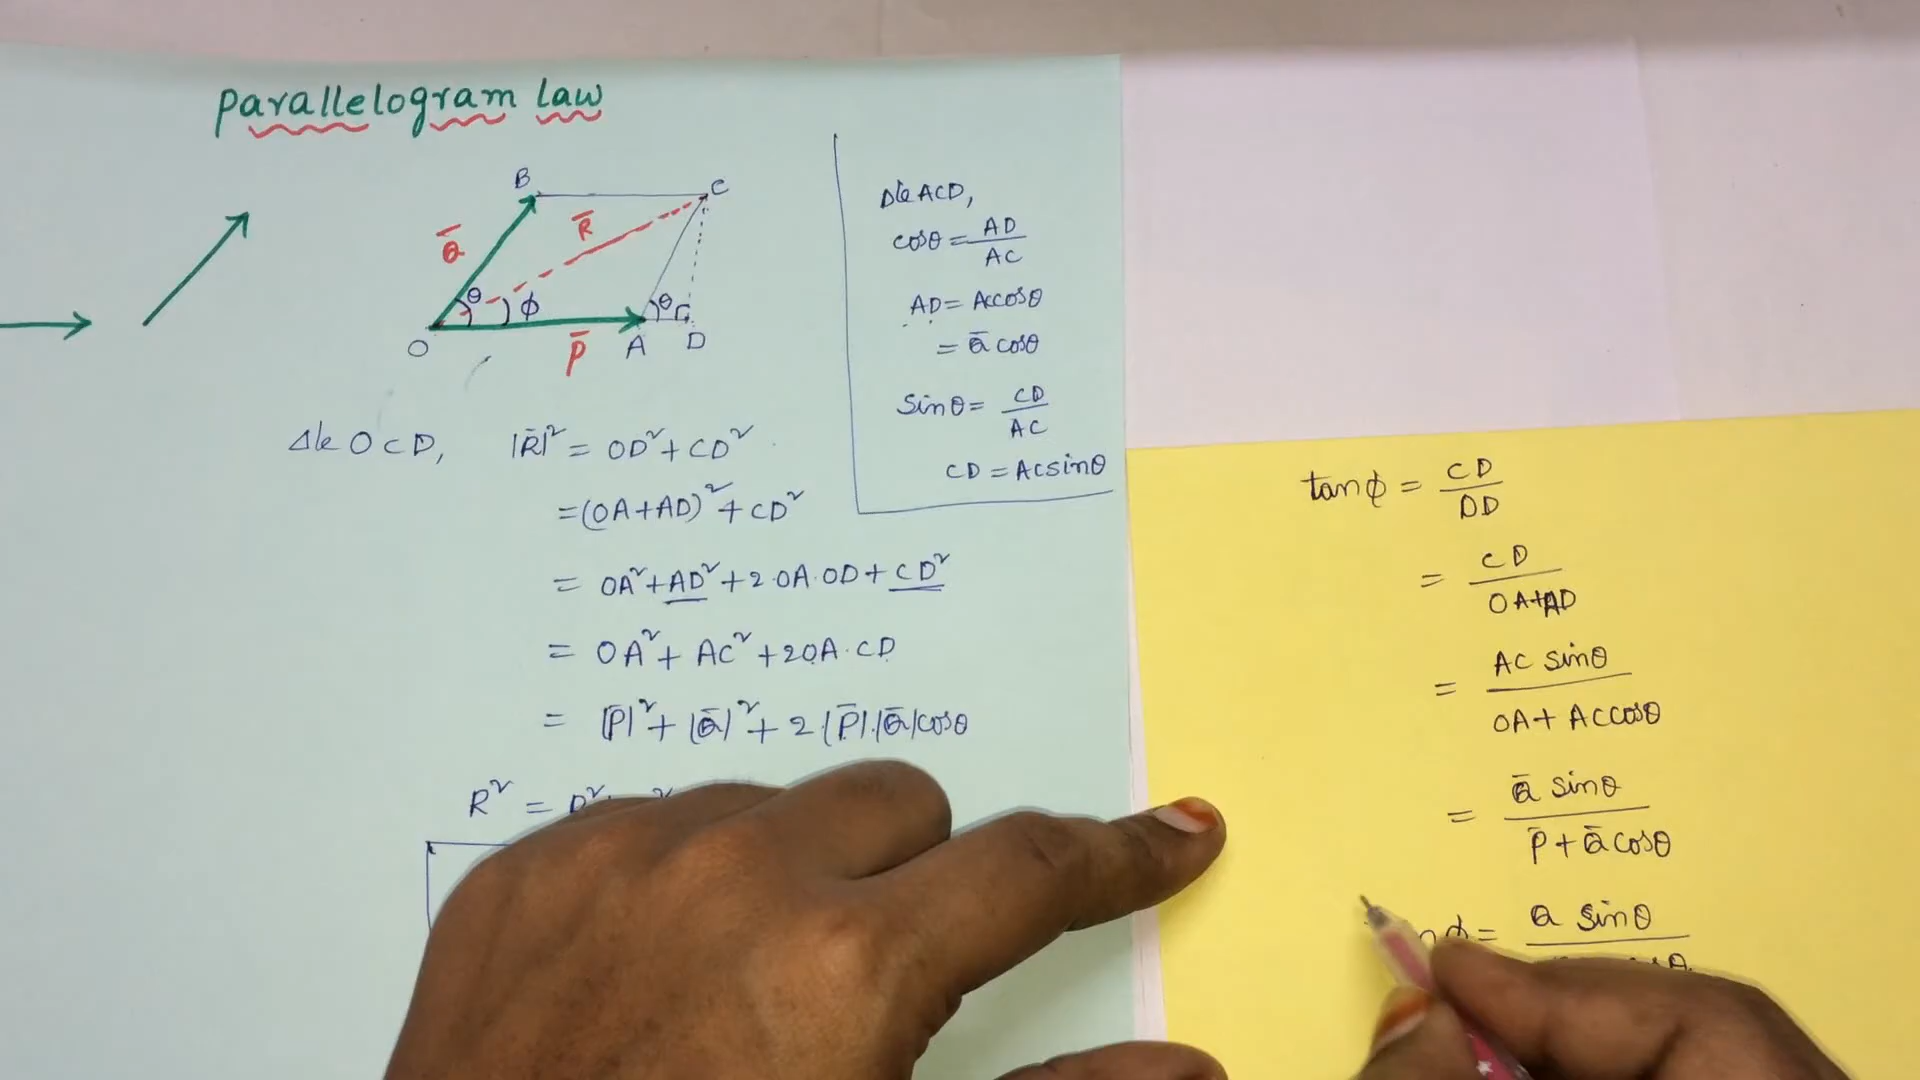 Parallelogram law
B
C
Q̄
R̄
θ
ϕ
θ
O
P̄
A
D
Δle OCD, |R̄|² = OD² + CD²
= (OA+AD)² + CD²
= OA² + AD² + 2·OA·OD + CD²
= OA² + AC² + 2OA·CD
= |P̄|² + |Q̄|² + 2|P̄|·|Q̄|cosθ
R² = P²
Δle ACD,
cosθ = AD/AC
AD = ACcosθ
= Q̄ cosθ
Sinθ = CD/AC
CD = ACsinθ
tanϕ = CD/DD
= CD/OA+AD
= AC sinθ/OA + ACcosθ
= Q̄ sinθ/P̄ + Q̄cosθ
ϕ = Q sinθ